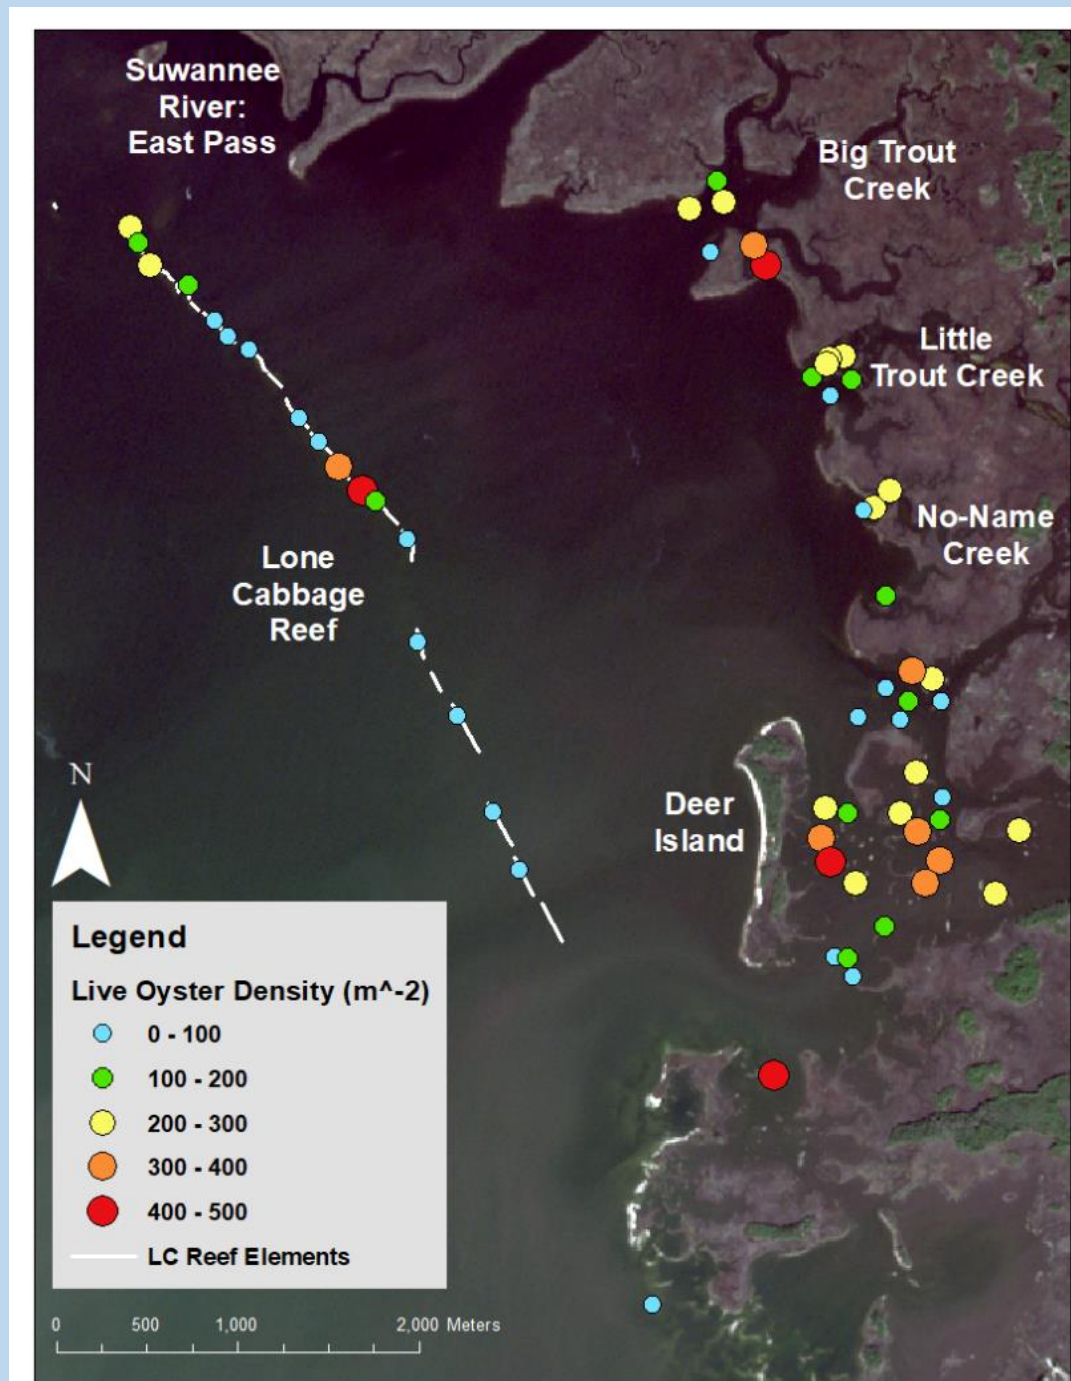 Suwannee
River:
East Pass
Big Trout
Creek
Little
Trout Creek
No-Name
Creek
Lone
Cabbage
Reef
Deer
Island
N
Legend
Live Oyster Density (m^-2)
0 - 100
100 - 200
200 - 300
300 - 400
400 - 500
LC Reef Elements
0 500 1,000 2,000 Meters